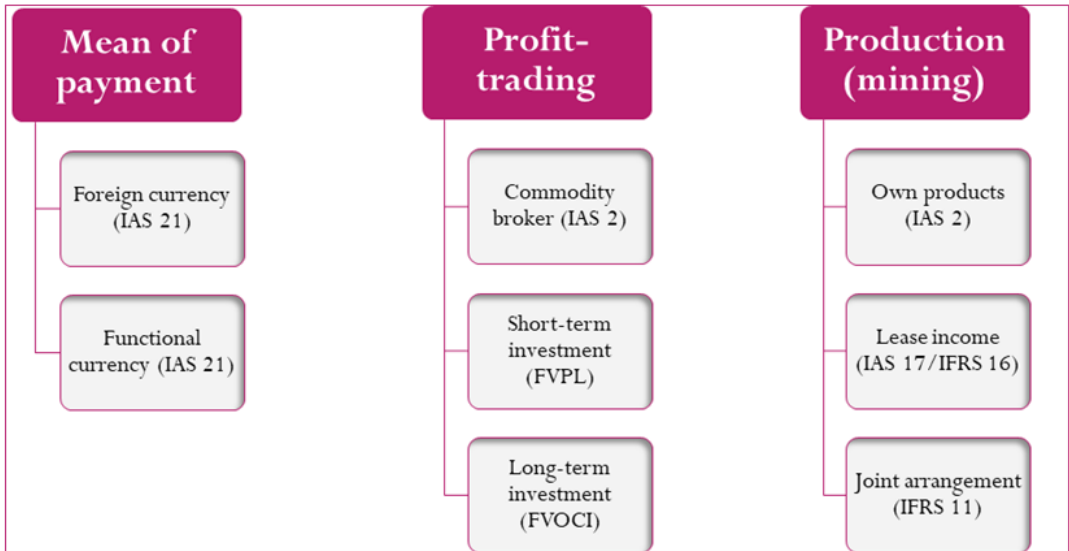 Mean of
payment
Foreign currency
(IAS 21)
Functional
currency (IAS 21)
Profit-
trading
Commodity
broker (IAS 2)
Short-term
investment
(FVPL)
Long-term
investment
(FVOCI)
Production
(mining)
Own products
(IAS 2)
Lease income
(IAS 17/IFRS 16)
Joint arrangement
(IFRS 11)